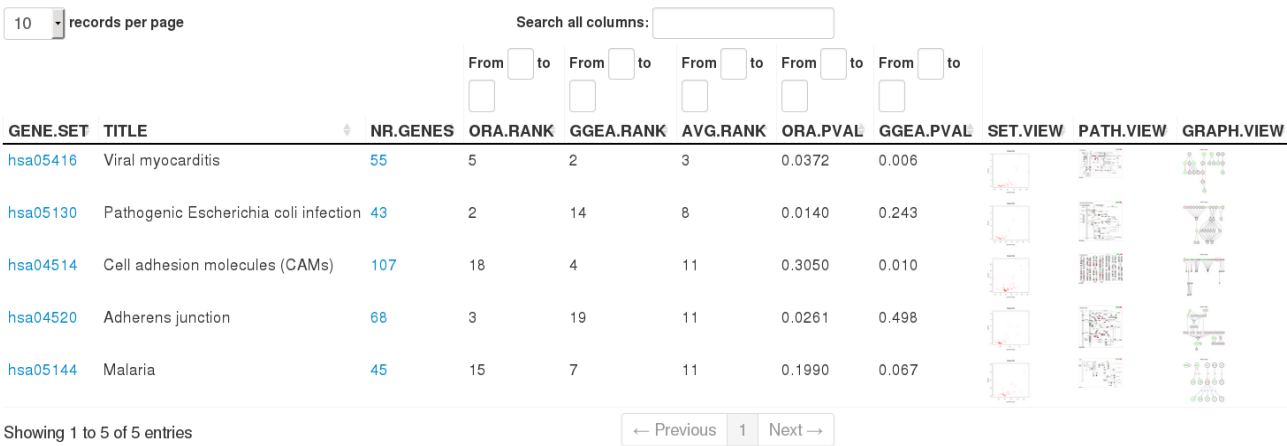 10 records per page Search all columns:
From to From to From to From to From to
GENE.SET TITLE NR.GENES ORA.RANK GGEA.RANK AVG.RANK ORA.PVAL GGEA.PVAL SET.VIEW PATH.VIEW GRAPH.VIEW
hsa05416 Viral myocarditis 55 5 2 3 0.0372 0.006
hsa05130 Pathogenic Escherichia coli infection 43 2 14 8 0.0140 0.243
hsa04514 Cell adhesion molecules (CAMs) 107 18 4 11 0.3050 0.010
hsa04520 Adherens junction 68 3 19 11 0.0261 0.498
hsa05144 Malaria 45 15 7 11 0.1990 0.067
Showing 1 to 5 of 5 entries ← Previous 1 Next →